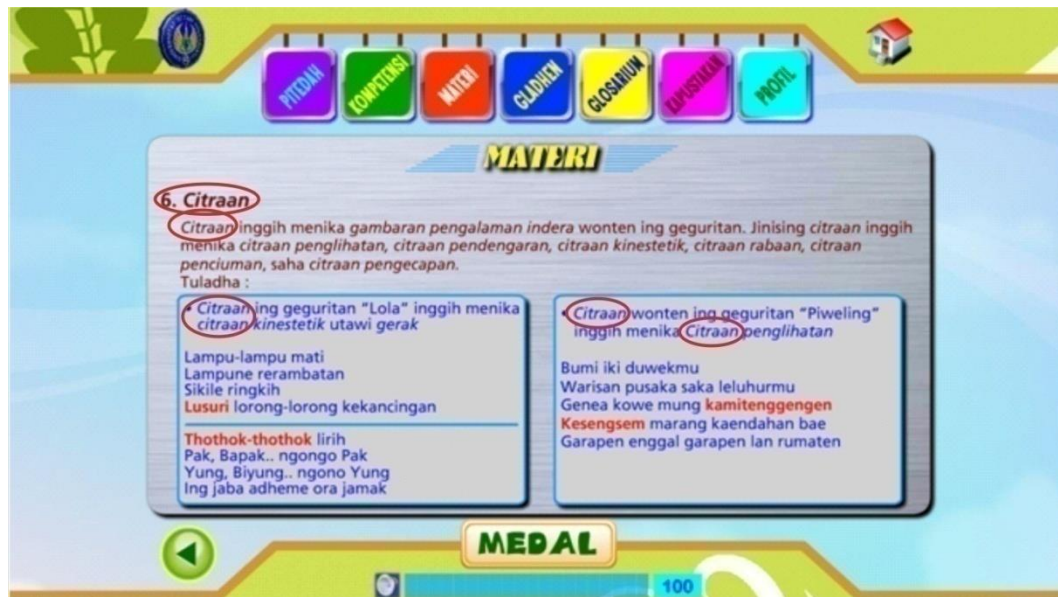 PITEDAH
KOMPETENSI
MATERI
GLADHEN
GLOSARIUM
KAPUSTAKAN
PROFIL
MATERI
6. Citraan
Citraan inggih menika gambaran pengalaman indera wonten ing geguritan. Jinising citraan inggih
menika citraan penglihatan, citraan pendengaran, citraan kinestetik, citraan rabaan, citraan
penciuman, saha citraan pengecapan.
Tuladha :
• Citraan ing geguritan "Lola" inggih menika
citraan kinestetik utawi gerak
Lampu-lampu mati
Lampune rerambatan
Sikile ringkih
Lusuri lorong-lorong kekancingan
Thothok-thothok lirih
Pak, Bapak.. ngongo Pak
Yung, Biyung.. ngono Yung
Ing jaba adheme ora jamak
• Citraan wonten ing geguritan "Piweling"
inggih menika Citraan penglihatan
Bumi iki duwekmu
Warisan pusaka saka leluhurmu
Genea kowe mung kamitenggengen
Kesengsem marang kaendahan bae
Garapen enggal garapen lan rumaten
MEDAL
100